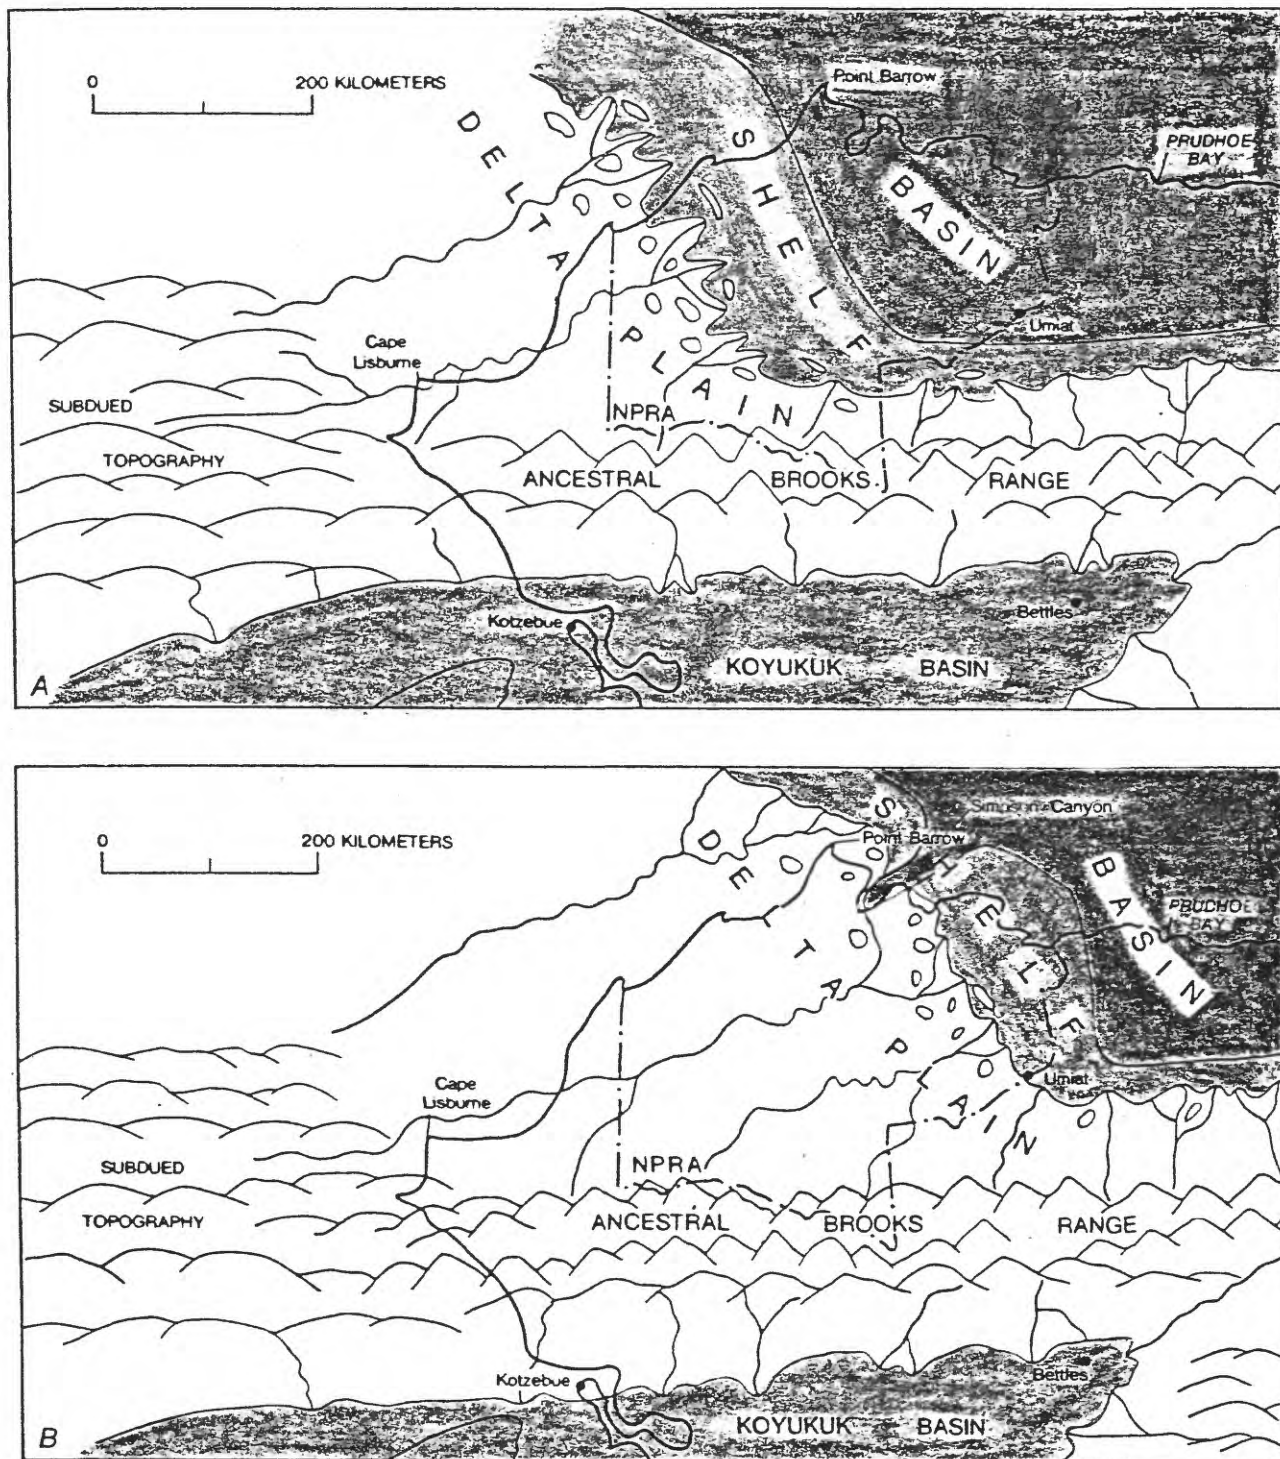 0 200 KILOMETERS
Point Barrow
DELTA
SHELF
PRUDHOE
BAY
BASIN
Umiat
Cape
Lisburne
PLAIN
SUBDUED
NPRA
TOPOGRAPHY
ANCESTRAL BROOKS RANGE
Bettles
Kotzebue
KOYUKUK BASIN
A
0 200 KILOMETERS
Simpson Canyon
SHELF
Point Barrow
DELTA
BASIN
PRUDHOE
BAY
PLAIN
Umiat
Cape
Lisburne
SUBDUED
NPRA
TOPOGRAPHY
ANCESTRAL BROOKS RANGE
Bettles
Kotzebue
KOYUKUK BASIN
B